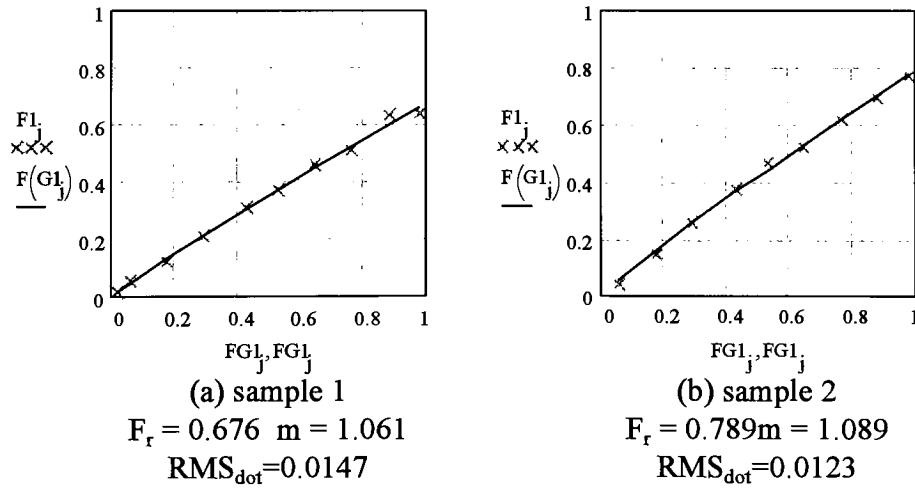 1
0.8
F1j
×××
0.6
F(G1j)
0.4
0.2
0
0 0.2 0.4 0.6 0.8 1
FG1j,FG1j
(a) sample 1
Fr = 0.676 m = 1.061
RMSdot=0.0147
1
0.8
F1j
×××
0.6
F(G1j)
0.4
0.2
0
0 0.2 0.4 0.6 0.8 1
FG1j,FG1j
(b) sample 2
Fr = 0.789m = 1.089
RMSdot=0.0123